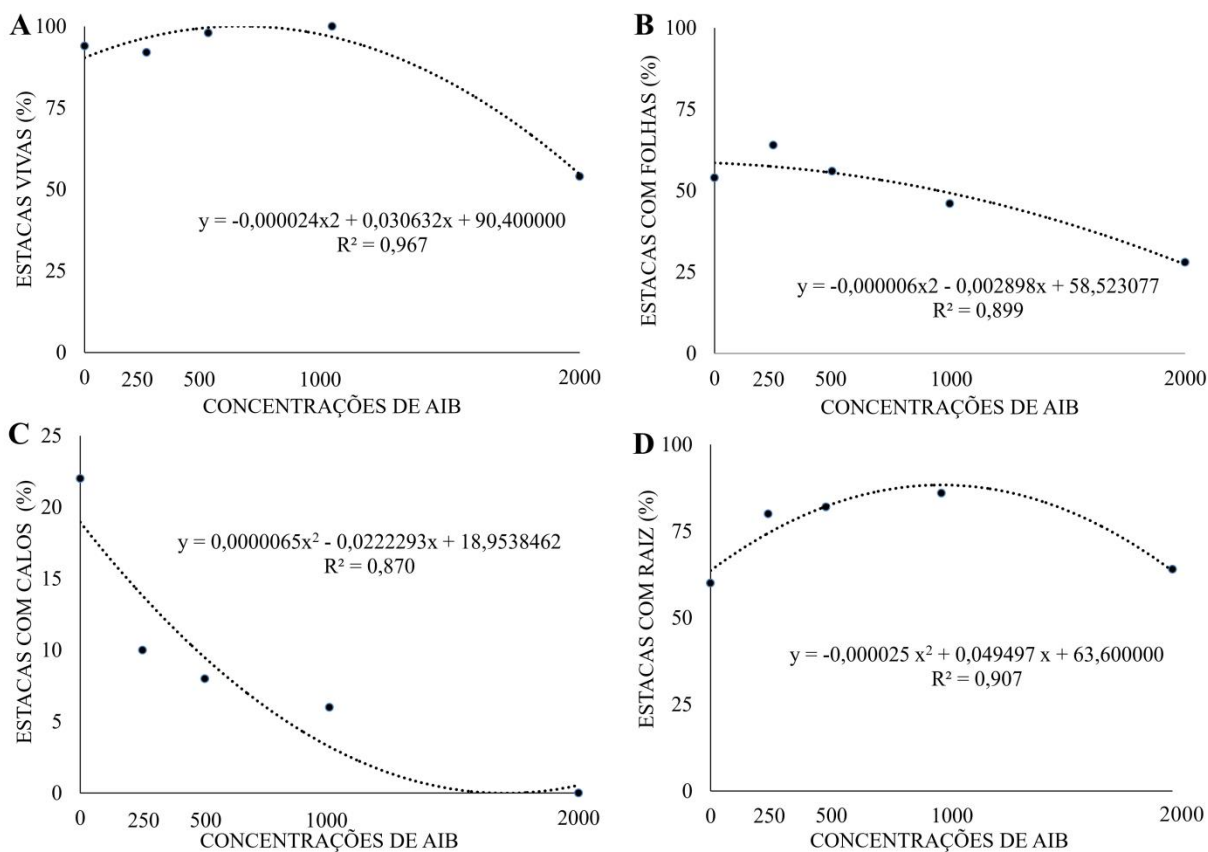 A
ESTACAS VIVAS (%)
100
75
50
25
0
y = -0,000024x2 + 0,030632x + 90,400000
R² = 0,967
0 250 500 1000 2000
CONCENTRAÇÕES DE AIB
B
ESTACAS COM FOLHAS (%)
100
75
50
25
0
y = -0,000006x2 - 0,002898x + 58,523077
R² = 0,899
0 250 500 1000 2000
CONCENTRAÇÕES DE AIB
C
ESTACAS COM CALOS (%)
25
20
15
10
5
0
y = 0,0000065x² - 0,0222293x + 18,9538462
R² = 0,870
0 250 500 1000 2000
CONCENTRAÇÕES DE AIB
D
ESTACAS COM RAIZ (%)
100
75
50
25
0
y = -0,000025 x² + 0,049497 x + 63,600000
R² = 0,907
0 250 500 1000 2000
CONCENTRAÇÕES DE AIB